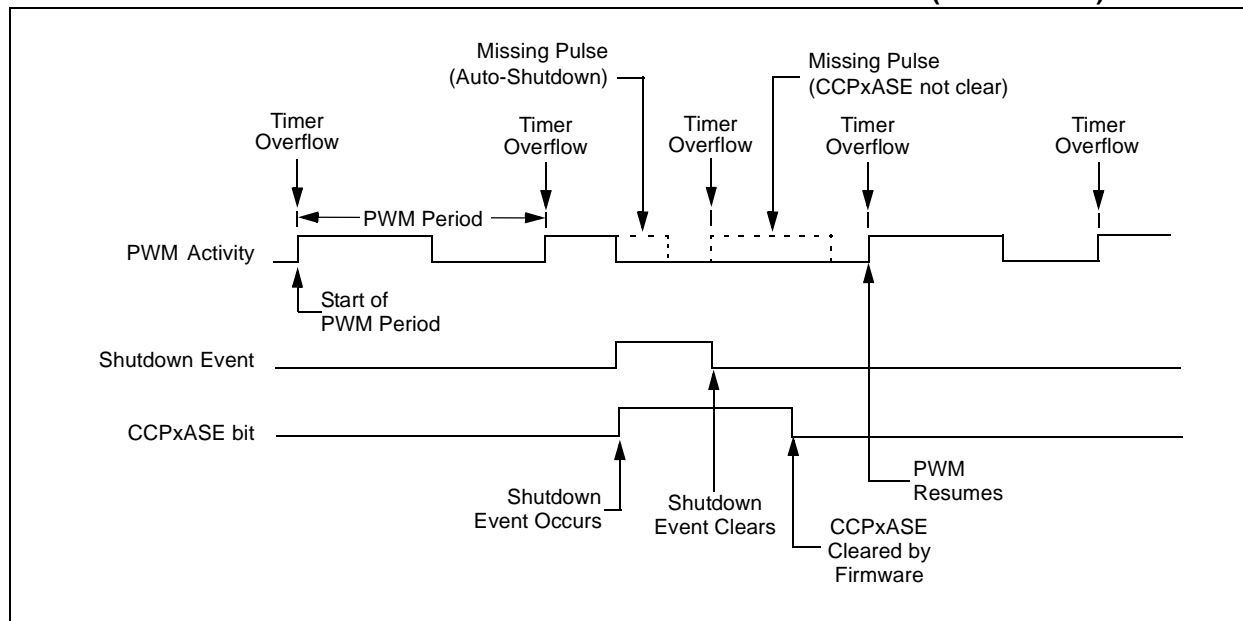 Missing Pulse
(Auto-Shutdown)
Missing Pulse
(CCPxASE not clear)
Timer
Overflow
Timer
Overflow
Timer
Overflow
Timer
Overflow
Timer
Overflow
PWM Period
PWM Activity
Start of
PWM Period
Shutdown Event
CCPxASE bit
Shutdown
Event Occurs
Shutdown
Event Clears
CCPxASE
Cleared by
Firmware
PWM
Resumes